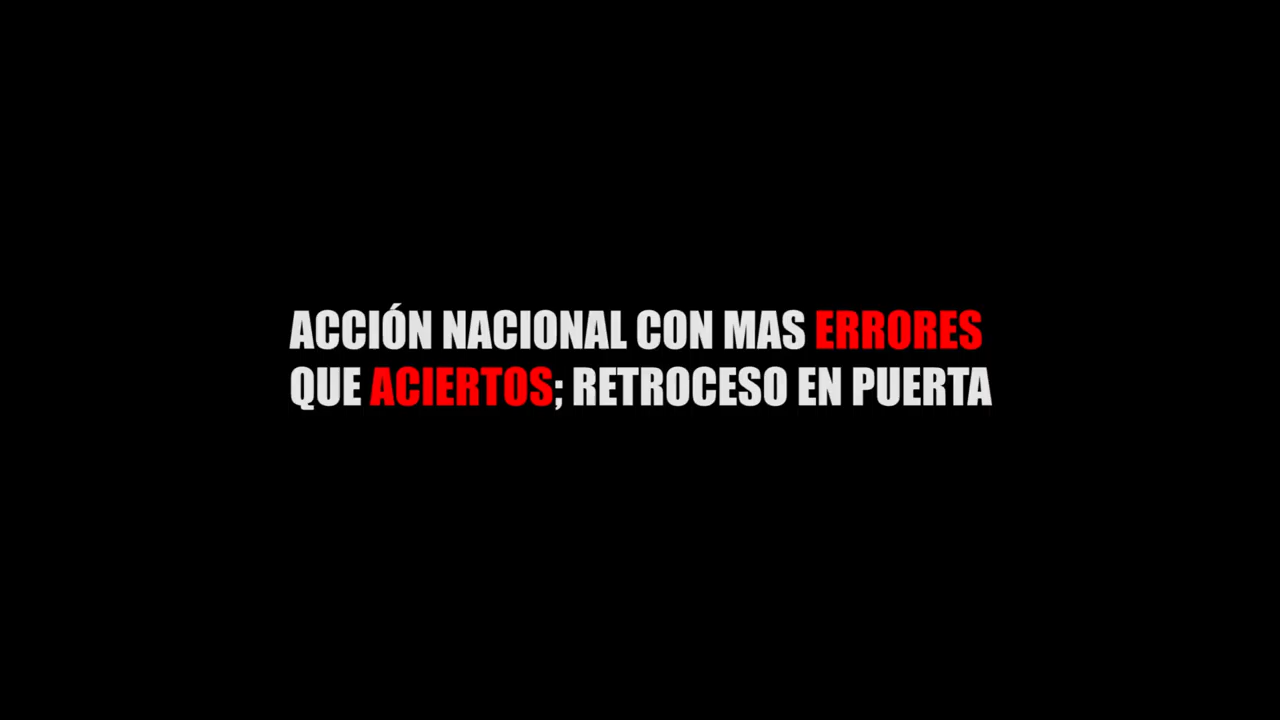 ACCIÓN NACIONAL CON MAS ERRORES
QUE ACIERTOS; RETROCESO EN PUERTA